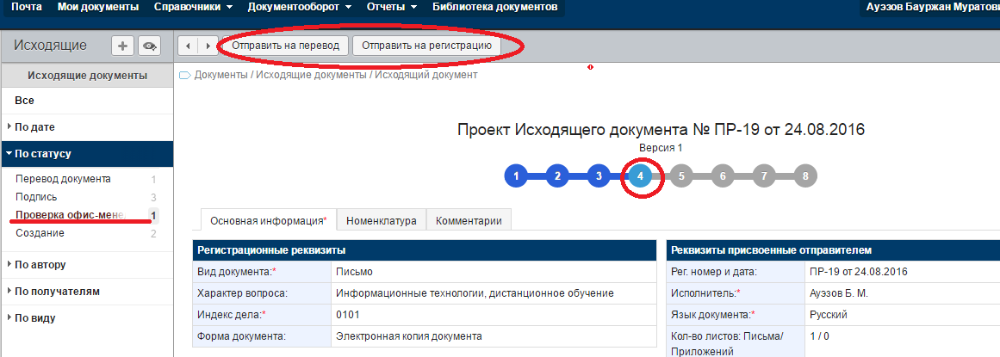 Почта Мои документы Справочники Документооборот Отчеты Библиотека документов Ауэзов Бауржан Муратови
Исходящие Отправить на перевод Отправить на регистрацию
Исходящие документы Документы / Исходящие документы / Исходящий документ
Все
По дате
Проект Исходящего документа № ПР-19 от 24.08.2016
Версия 1
По статусу
1 2 3 4 5 6 7 8
Перевод документа 1
Подпись 3
Проверка офис-мене. 1
Создание 2
Основная информация* Номенклатура Комментарии
По автору
По получателям
По виду
Регистрационные реквизиты
Вид документа:* Письмо
Характер вопроса: Информационные технологии, дистанционное обучение
Индекс дела:* 0101
Форма документа: Электронная копия документа
Реквизиты присвоенные отправителем
Рег. номер и дата: ПР-19 от 24.08.2016
Исполнитель:* Ауэзов Б. М.
Язык документа:* Русский
Кол-во листов: Письма/ 1 / 0
Приложений